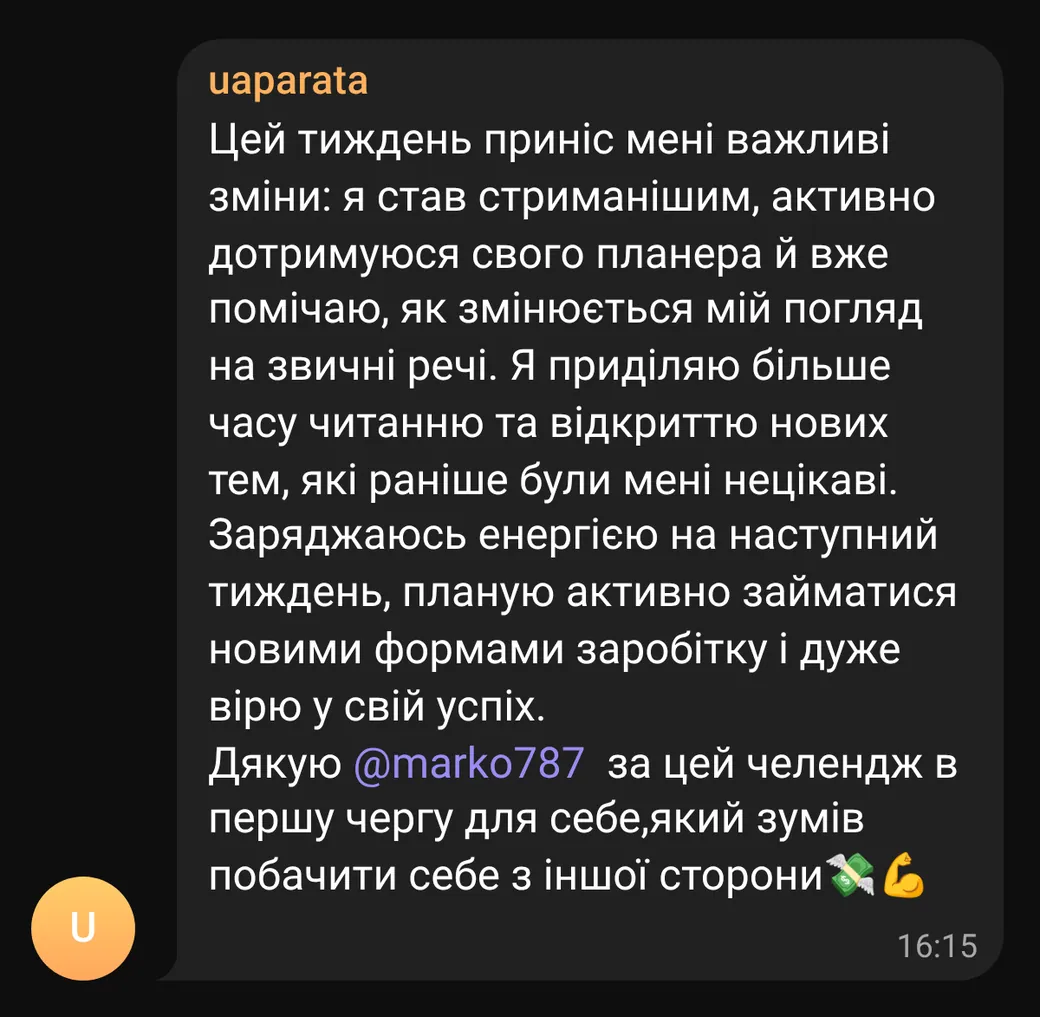 uaparata
Цей тиждень приніс мені важливі
зміни: я став стриманішим, активно
дотримуюся свого планера й вже
помічаю, як змінюється мій погляд
на звичні речі. Я приділяю більше
часу читанню та відкриттю нових
тем, які раніше були мені нецікаві.
Заряджаюсь енергією на наступний
тиждень, планую активно займатися
новими формами заробітку і дуже
вірю у свій успіх.
Дякую @marko787 за цей челендж в
першу чергу для себе,який зумів
побачити себе з іншої сторони💸💪
U
16:15